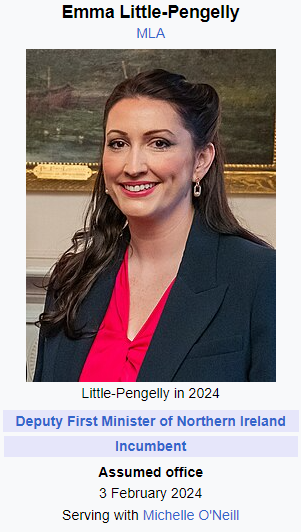 Emma Little-Pengelly
MLA
Little-Pengelly in 2024
Deputy First Minister of Northern Ireland
Incumbent
Assumed office
3 February 2024
Serving with Michelle O'Neill